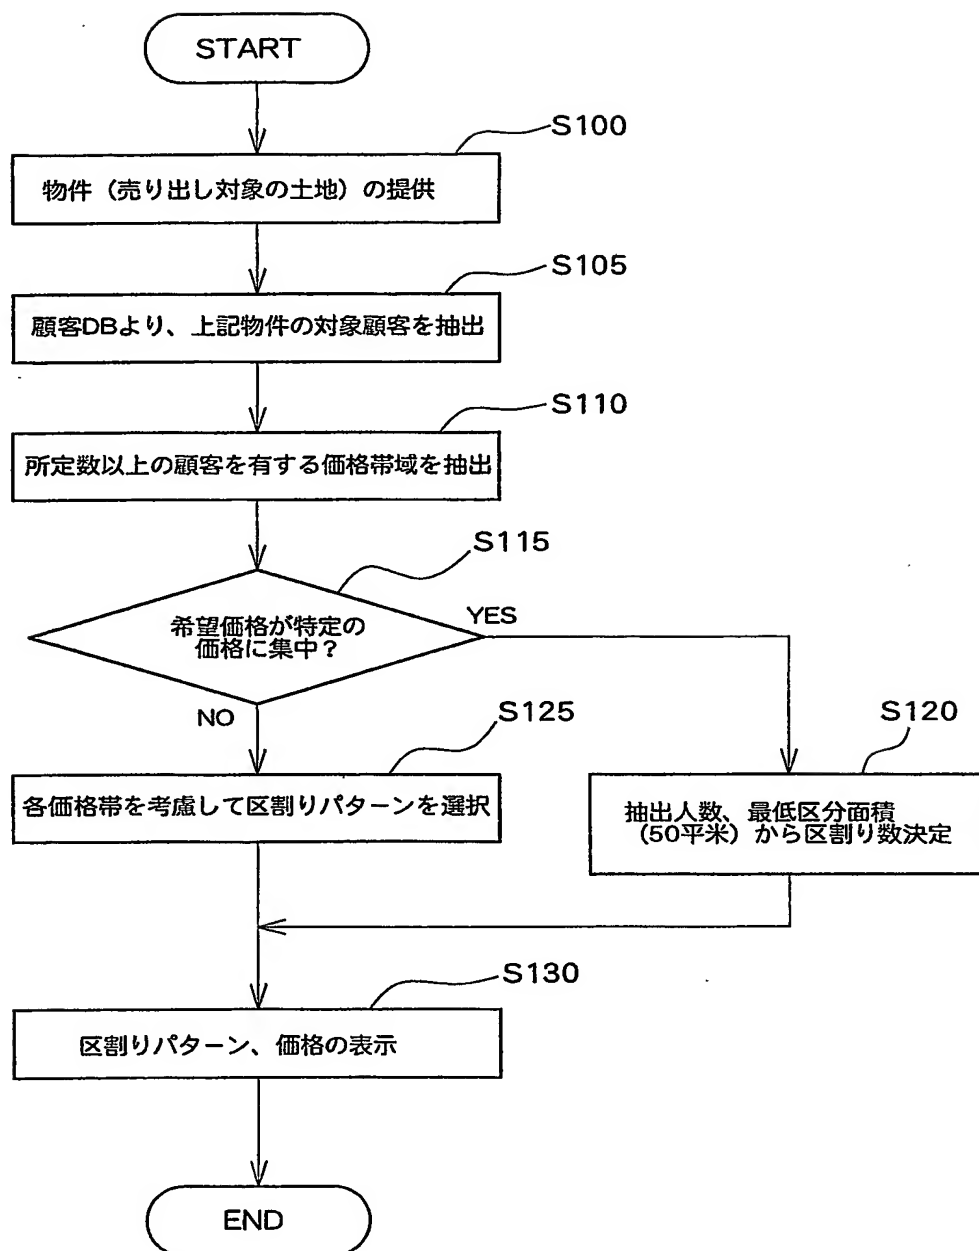 START
S100
物件（売り出し対象の土地）の提供
S105
顧客DBより、上記物件の対象顧客を抽出
S110
所定数以上の顧客を有する価格帯域を抽出
S115
希望価格が特定の
価格に集中？
YES
NO
S125
各価格帯を考慮して区割りパターンを選択
S120
抽出人数、最低区分面積
（50平米）から区割り数決定
S130
区割りパターン、価格の表示
END